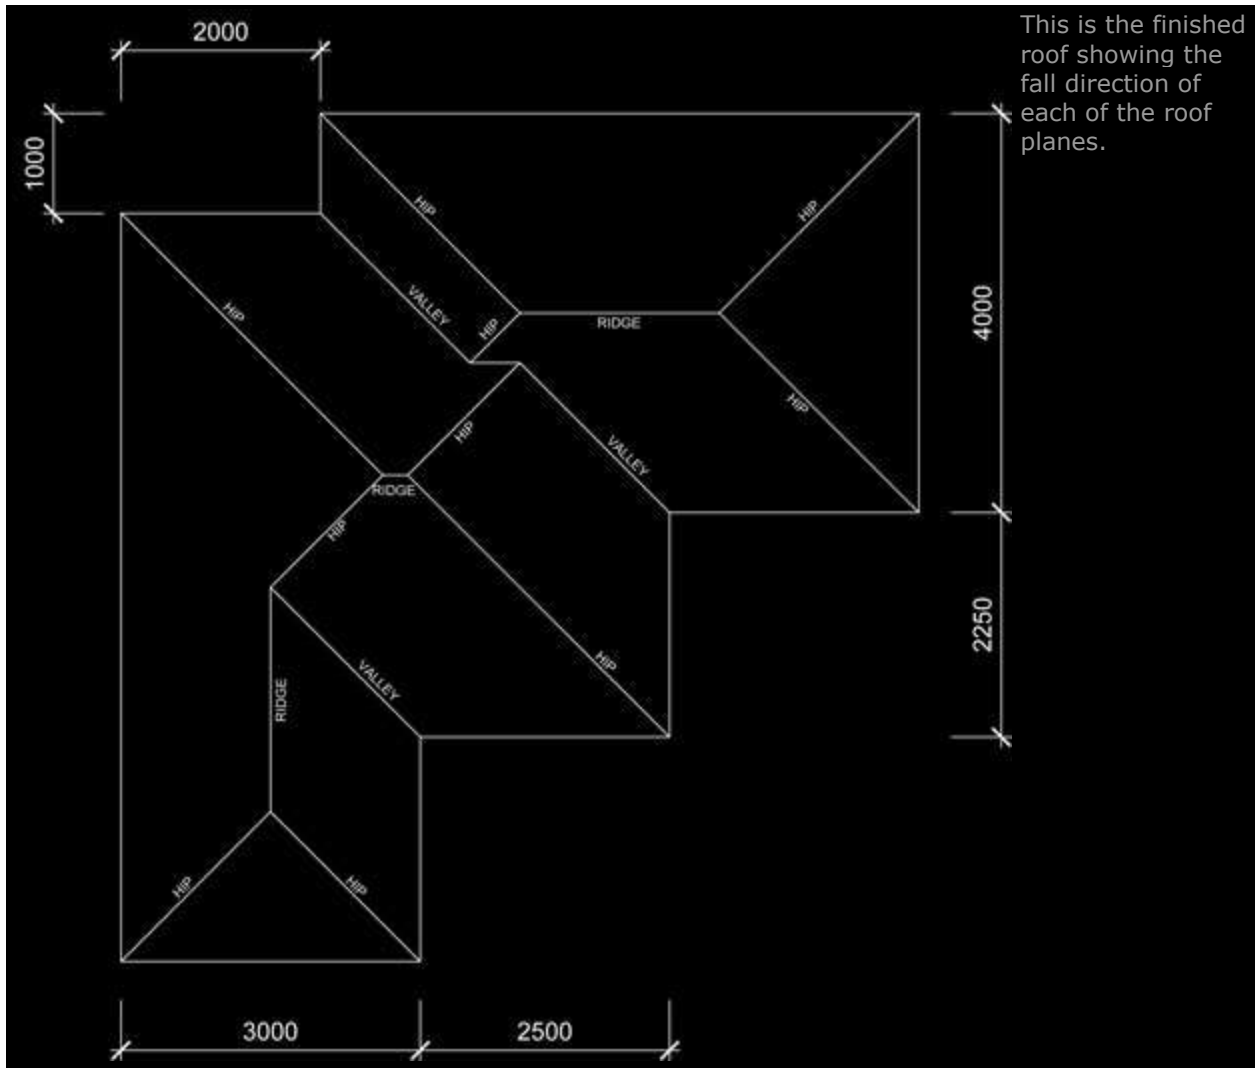 2000
This is the finished
roof showing the
fall direction of
each of the roof
planes.
1000
HIP
HIP
HIP
VALLEY
HIP
RIDGE
4000
HIP
HIP
VALLEY
RIDGE
HIP
2250
HIP
VALLEY
RIDGE
HIP
HIP
3000
2500